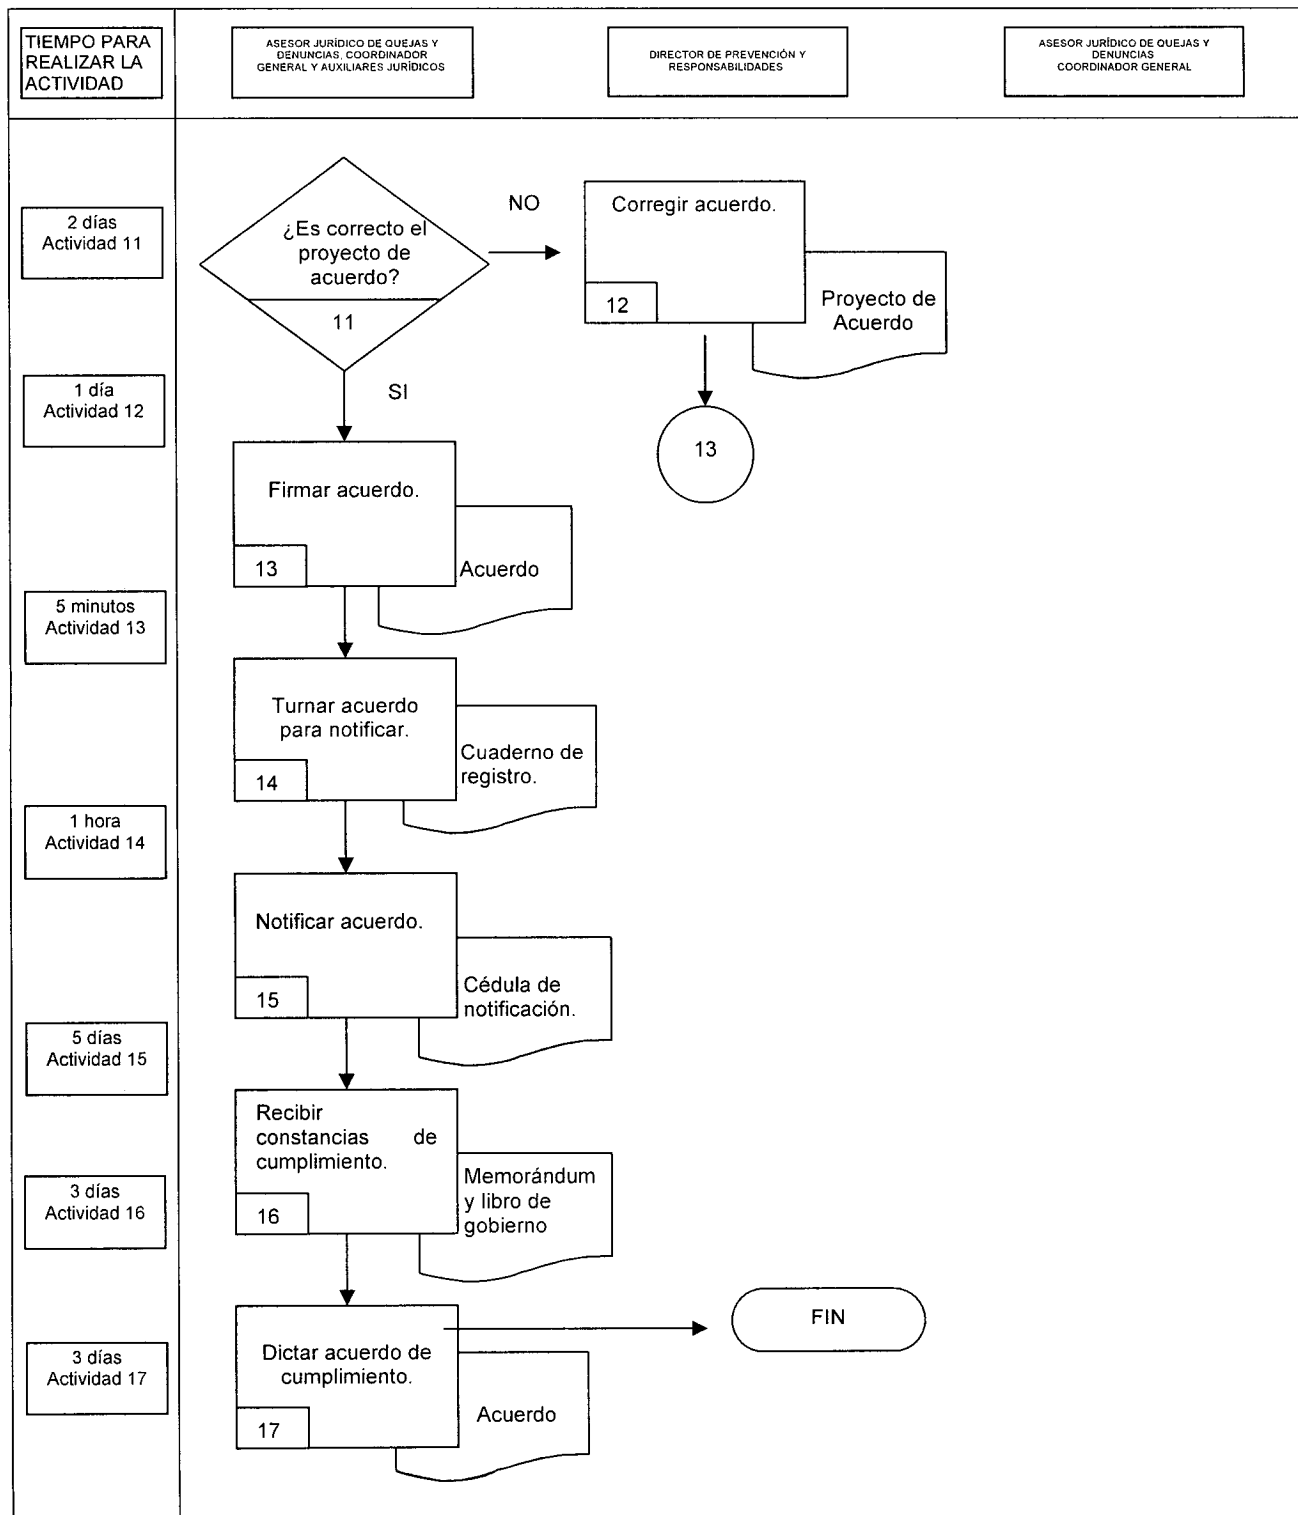 TIEMPO PARA
REALIZAR LA
ACTIVIDAD
ASESOR JURÍDICO DE QUEJAS Y
DENUNCIAS, COORDINADOR
GENERAL Y AUXILIARES JURÍDICOS
DIRECTOR DE PREVENCIÓN Y
RESPONSABILIDADES
ASESOR JURÍDICO DE QUEJAS Y
DENUNCIAS
COORDINADOR GENERAL
2 días
Actividad 11
¿Es correcto el
proyecto de
acuerdo?
11
NO
Corregir acuerdo.
12
Proyecto de
Acuerdo
1 día
Actividad 12
SI
13
Firmar acuerdo.
13
Acuerdo
5 minutos
Actividad 13
Turnar acuerdo
para notificar.
14
Cuaderno de
registro.
1 hora
Actividad 14
Notificar acuerdo.
15
Cédula de
notificación.
5 días
Actividad 15
Recibir
constancias de
cumplimiento.
16
Memorándum
y libro de
gobierno
3 días
Actividad 16
FIN
Dictar acuerdo de
cumplimiento.
17
Acuerdo
3 días
Actividad 17